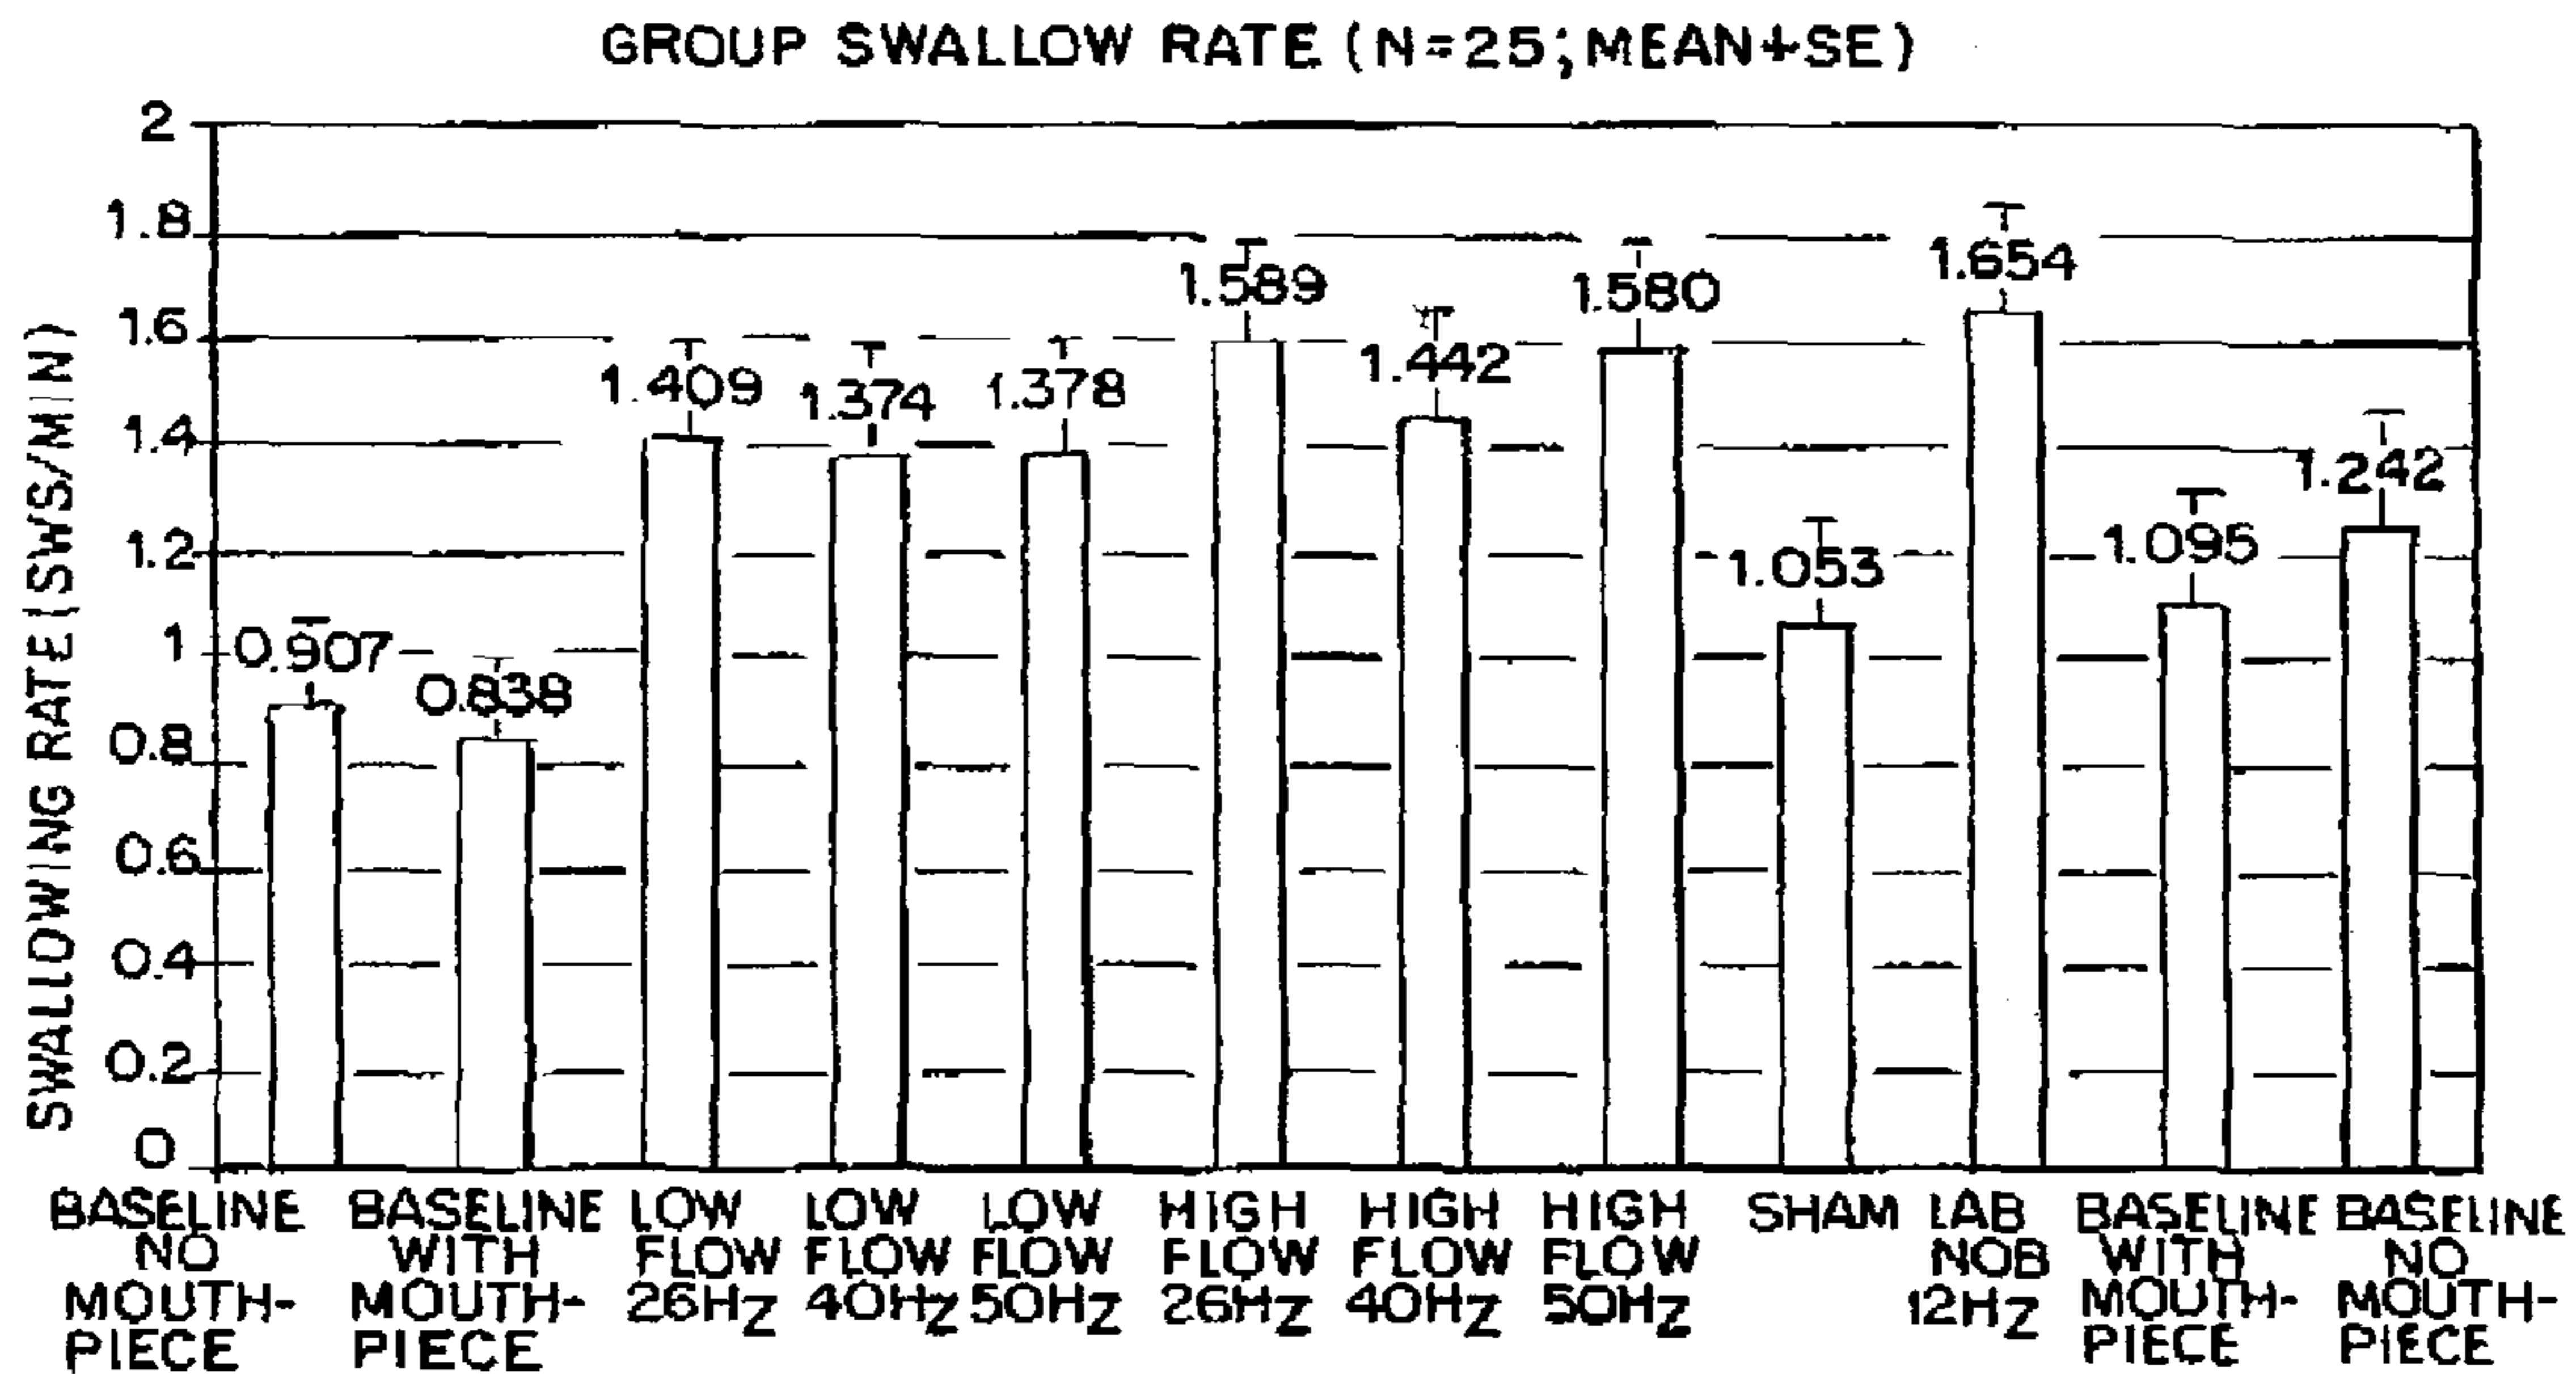 GROUP SWALLOW RATE (N=25; MEAN+SE)
SWALLOWING RATE (SWS/MIN)
2
1.8
1.6
1.4
1.2
1
0.8
0.6
0.4
0.2
0
0.907
0.838
1.409
1.374
1.378
1.589
1.442
1.580
1.053
1.654
1.095
1.242
BASELINE
NO
MOUTH-
PIECE
BASELINE
WITH
MOUTH-
PIECE
LOW
FLOW
26HZ
LOW
FLOW
40HZ
LOW
FLOW
50HZ
HIGH
FLOW
26HZ
HIGH
FLOW
40HZ
HIGH
FLOW
50HZ
SHAM
LAB
NOB
12HZ
BASELINE
WITH
MOUTH-
PIECE
BASELINE
NO
MOUTH-
PIECE